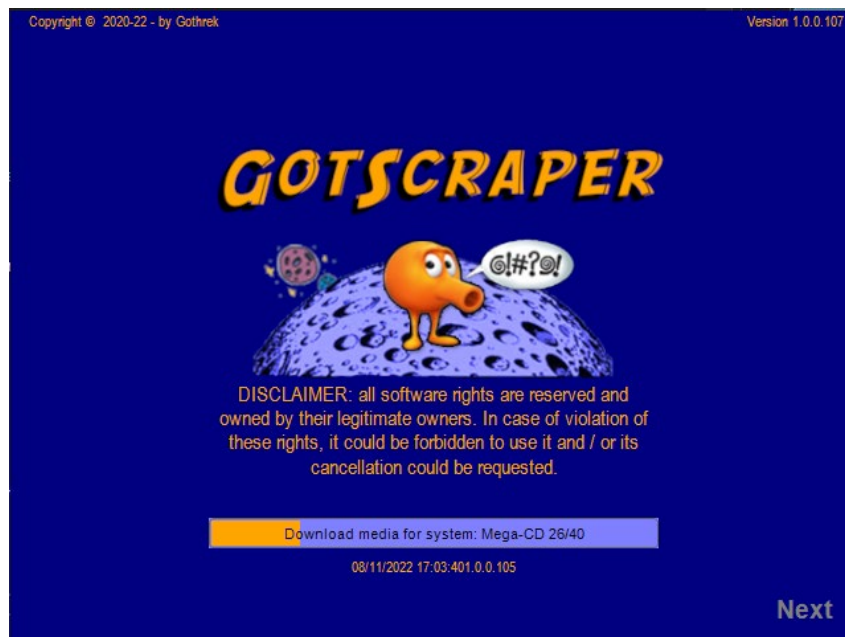 Copyright © 2020-22 - by Gothrek
Version 1.0.0.107
GOTSCRAPER
@!#?@!
DISCLAIMER: all software rights are reserved and
owned by their legitimate owners. In case of violation of
these rights, it could be forbidden to use it and / or its
cancellation could be requested.
Download media for system: Mega-CD 26/40
08/11/2022 17:03:401.0.0.105
Next